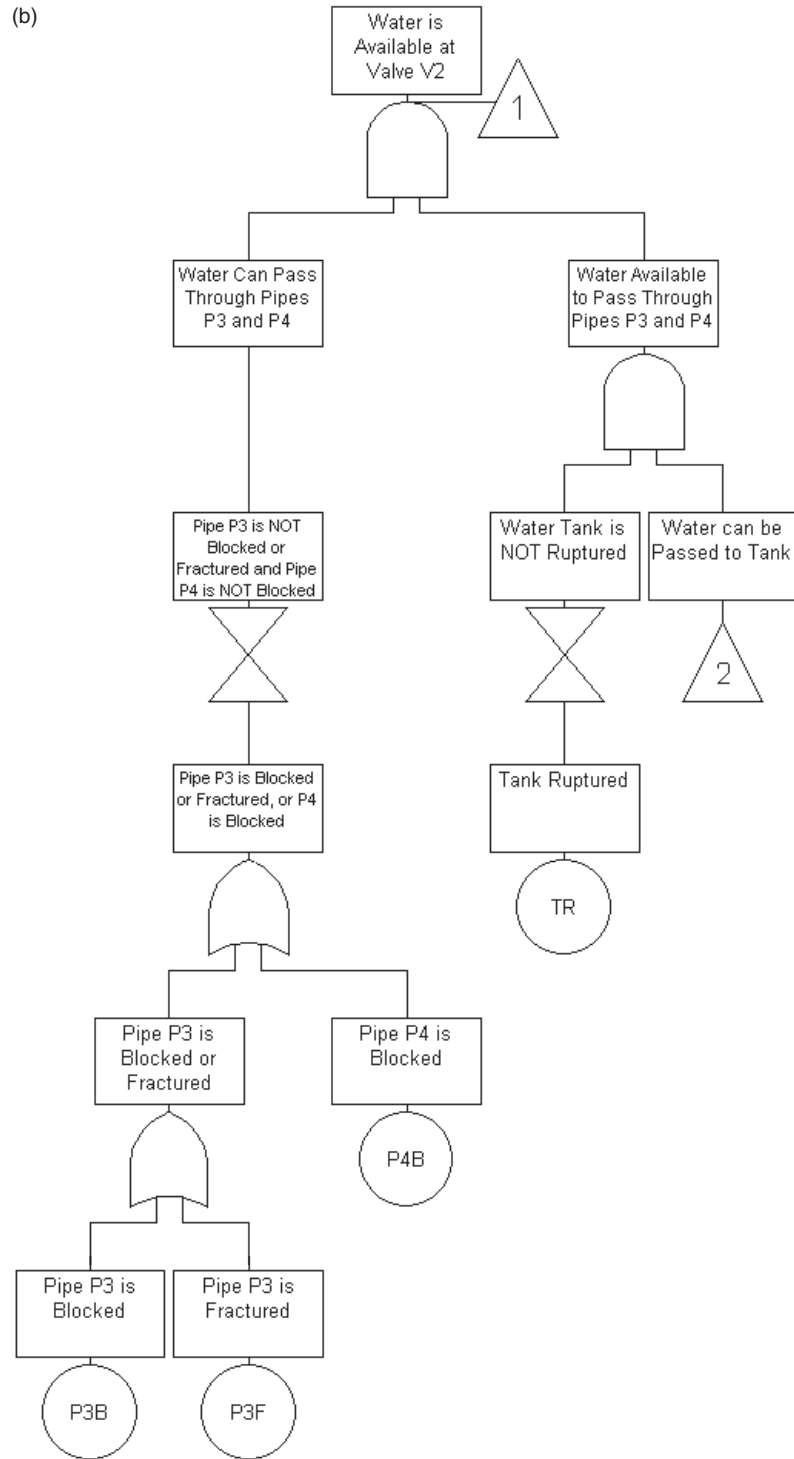 (b)
Water is
Available at
Valve V2
1
Water Can Pass
Through Pipes
P3 and P4
Water Available
to Pass Through
Pipes P3 and P4
Pipe P3 is NOT
Blocked or
Fractured and Pipe
P4 is NOT Blocked
Water Tank is
NOT Ruptured
Water can be
Passed to Tank
2
Pipe P3 is Blocked
or Fractured, or P4
is Blocked
Tank Ruptured
TR
Pipe P3 is
Blocked or
Fractured
Pipe P4 is
Blocked
P4B
Pipe P3 is
Blocked
Pipe P3 is
Fractured
P3B
P3F